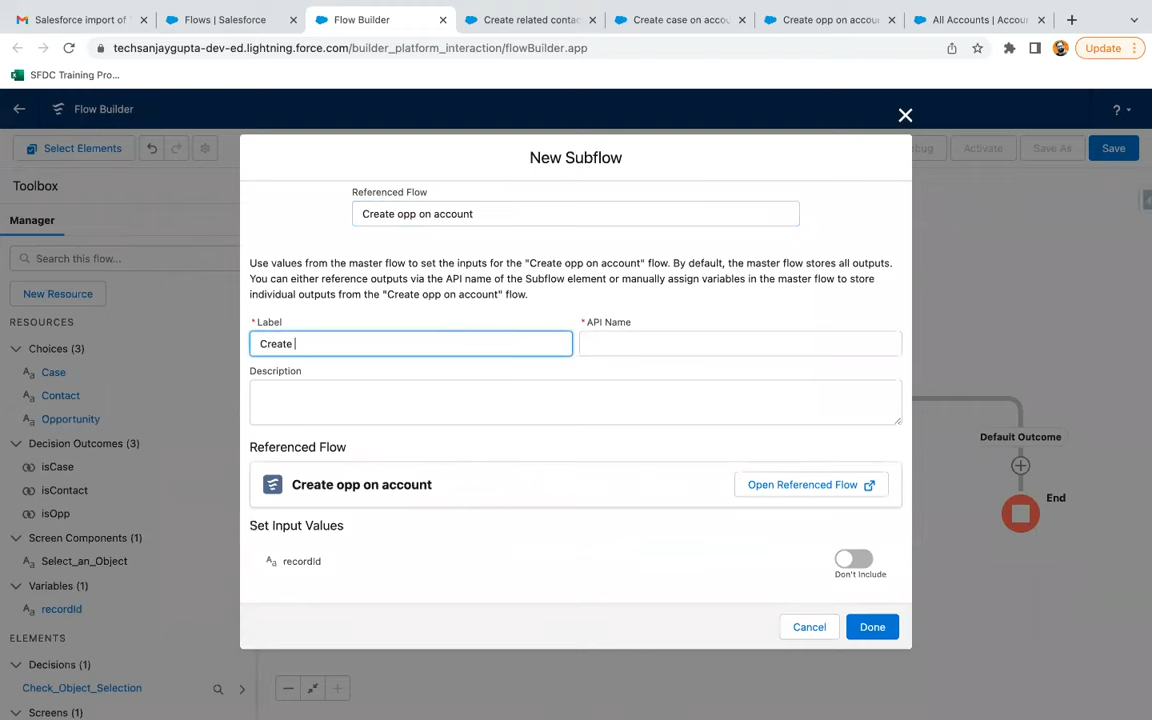 Salesforce import of
Flows | Salesforce
Flow Builder
Create related contac
Create case on accou
Create opp on accou
All Accounts | Accou
techsanjaygupta-dev-ed.lightning.force.com/builder_platform_interaction/flowBuilder.app
Update
SFDC Training Pro...
Flow Builder
?
Select Elements
bug
Activate
Save As
Save
Toolbox
Manager
Search this flow...
New Resource
RESOURCES
Choices (3)
Aa Case
Aa Contact
Aa Opportunity
Decision Outcomes (3)
isCase
isContact
isOpp
Screen Components (1)
Aa Select_an_Object
Variables (1)
Aa recordId
ELEMENTS
Decisions (1)
Check_Object_Selection
Screens (1)
New Subflow
Referenced Flow
Create opp on account
Use values from the master flow to set the inputs for the "Create opp on account" flow. By default, the master flow stores all outputs.
You can either reference outputs via the API name of the Subflow element or manually assign variables in the master flow to store
individual outputs from the "Create opp on account" flow.
* Label
* API Name
Create
Description
Referenced Flow
Create opp on account
Open Referenced Flow
Set Input Values
Aa recordId
Don't Include
Cancel
Done
Default Outcome
End